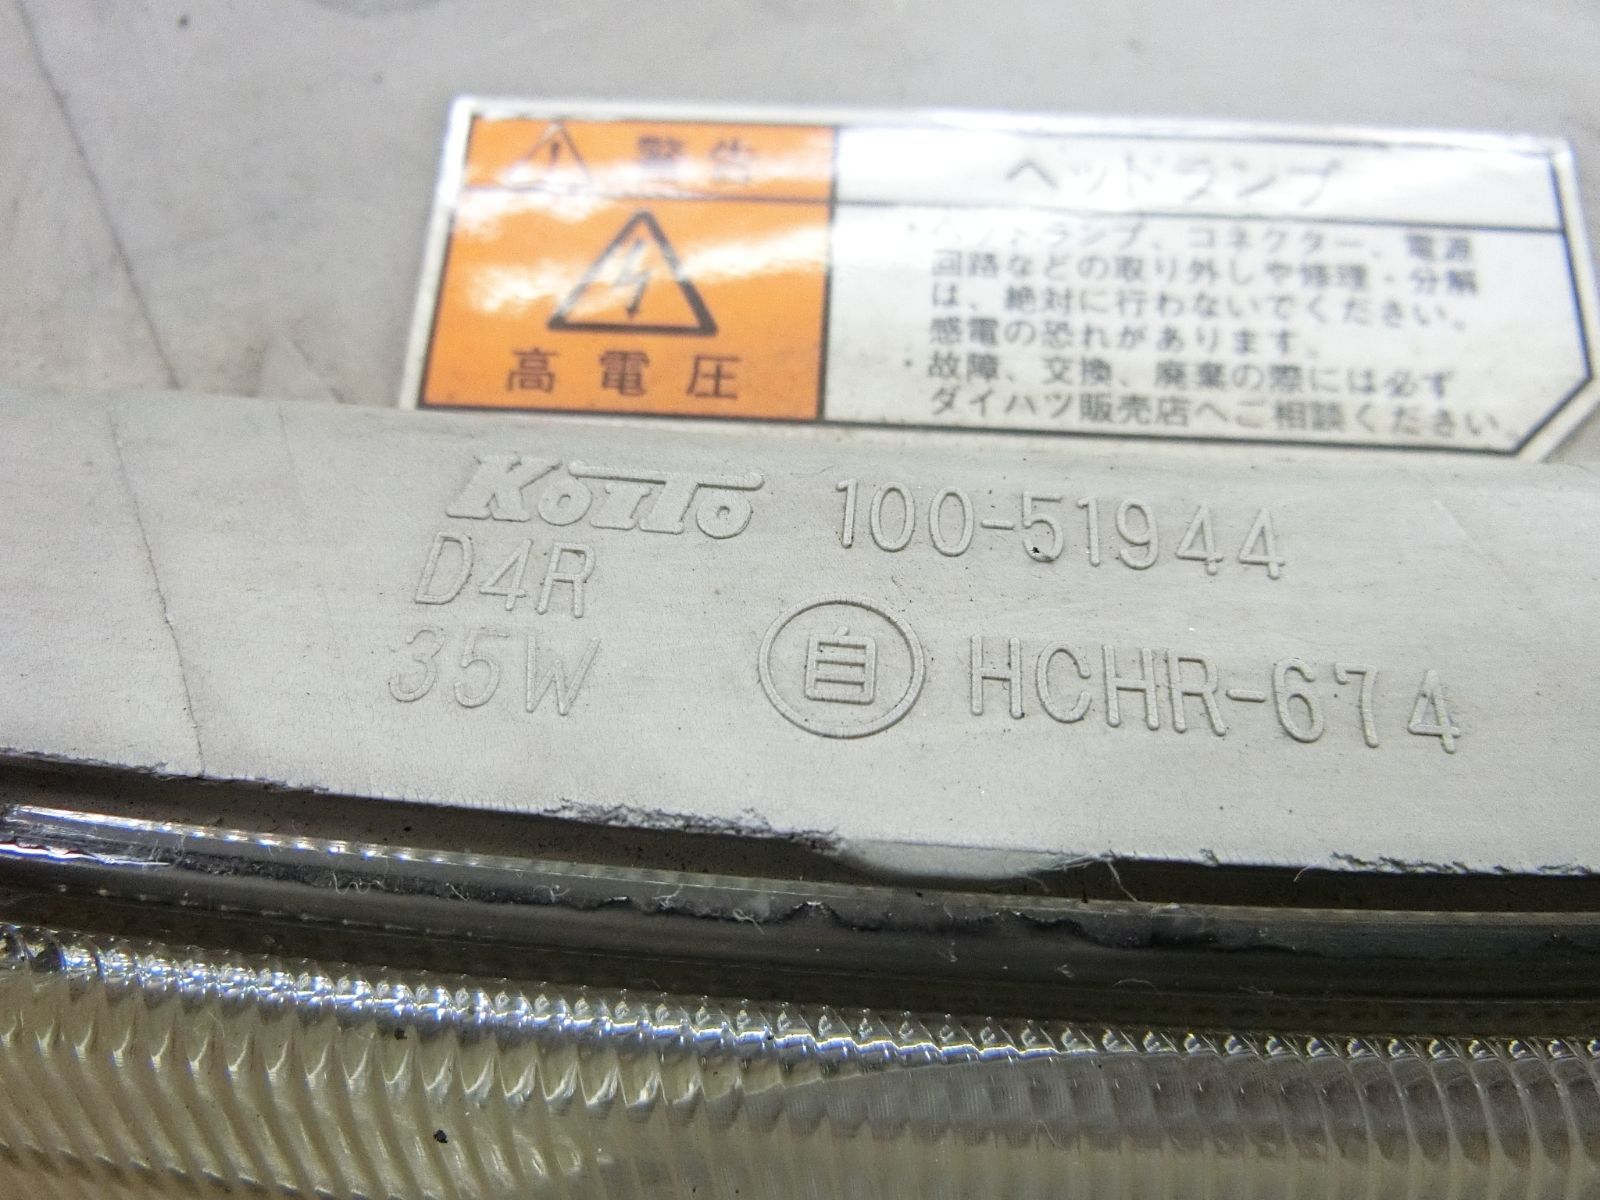 警告
高電圧
ヘッドランプ
・ヘッドランプ、コネクター、電源
回路などの取り外しや修理・分解
は、絶対に行わないでください。
感電の恐れがあります。
・故障、交換、廃棄の際には必ず
ダイハツ販売店へご相談ください。
KOITO 100-51944
D4R
35W 自 HCHR-674